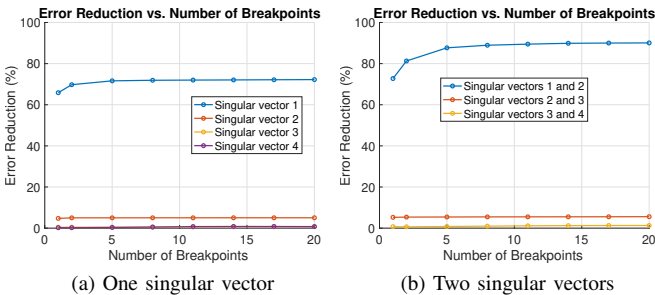 Error Reduction vs. Number of Breakpoints
100
80
60
40
20
0
Error Reduction (%)
Singular vector 1
Singular vector 2
Singular vector 3
Singular vector 4
0 5 10 15 20
Number of Breakpoints
(a) One singular vector
Error Reduction vs. Number of Breakpoints
100
80
60
40
20
0
Error Reduction (%)
Singular vectors 1 and 2
Singular vectors 2 and 3
Singular vectors 3 and 4
0 5 10 15 20
Number of Breakpoints
(b) Two singular vectors